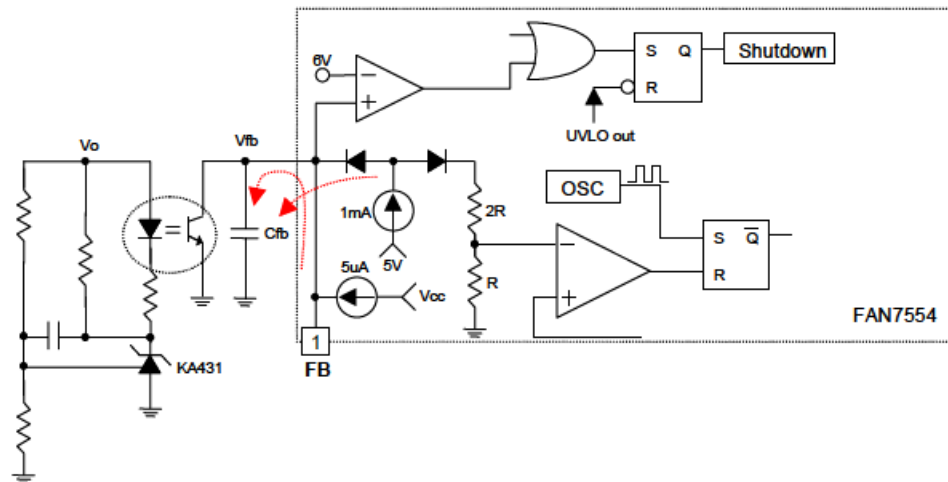 6V
−
+
S Q
R
Shutdown
UVLO out
Vo
Vfb
=
Cfb
1mA
5V
2R
R
OSC
−
+
S Q̅
R
5uA
Vcc
FAN7554
1
FB
KA431